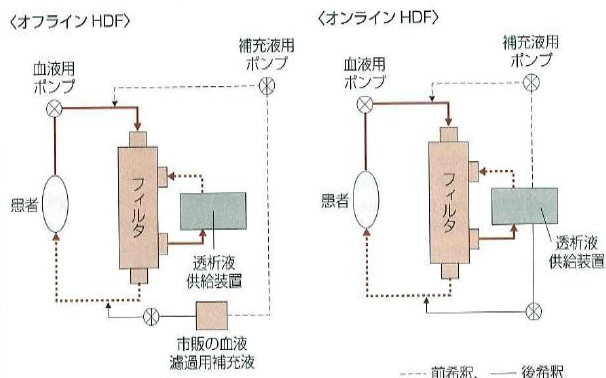 〈オフライン HDF〉
補充液用
ポンプ
血液用
ポンプ
患者
フィルタ
透析液
供給装置
市販の血液
濾過用補充液
〈オンライン HDF〉
補充液用
ポンプ
血液用
ポンプ
患者
フィルタ
透析液
供給装置
---- 前希釈, —— 後希釈